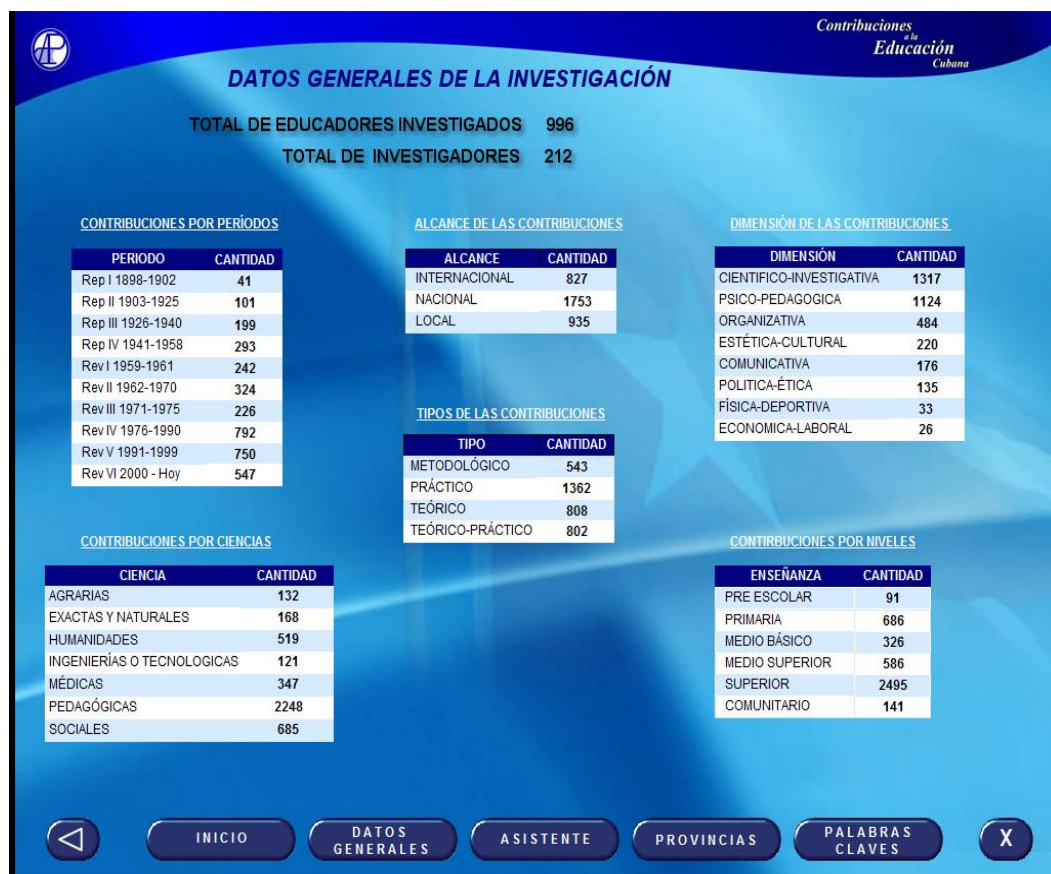 Contribuciones
a la
Educación
Cubana
AP
DATOS GENERALES DE LA INVESTIGACIÓN
TOTAL DE EDUCADORES INVESTIGADOS 996
TOTAL DE INVESTIGADORES 212
CONTRIBUCIONES POR PERÍODOS
PERIODO CANTIDAD
Rep I 1898-1902 41
Rep II 1903-1925 101
Rep III 1926-1940 199
Rep IV 1941-1958 293
Rev I 1959-1961 242
Rev II 1962-1970 324
Rev III 1971-1975 226
Rev IV 1976-1990 792
Rev V 1991-1999 750
Rev VI 2000 - Hoy 547
ALCANCE DE LAS CONTRIBUCIONES
ALCANCE CANTIDAD
INTERNACIONAL 827
NACIONAL 1753
LOCAL 935
DIMENSIÓN DE LAS CONTRIBUCIONES
DIMENSIÓN CANTIDAD
CIENTIFICO-INVESTIGATIVA 1317
PSICO-PEDAGOGICA 1124
ORGANIZATIVA 484
ESTÉTICA-CULTURAL 220
COMUNICATIVA 176
POLITICA-ÉTICA 135
FÍSICA-DEPORTIVA 33
ECONOMICA-LABORAL 26
TIPOS DE LAS CONTRIBUCIONES
TIPO CANTIDAD
METODOLÓGICO 543
PRÁCTICO 1362
TEÓRICO 808
TEÓRICO-PRÁCTICO 802
CONTRIBUCIONES POR CIENCIAS
CIENCIA CANTIDAD
AGRARIAS 132
EXACTAS Y NATURALES 168
HUMANIDADES 519
INGENIERÍAS O TECNOLOGICAS 121
MÉDICAS 347
PEDAGÓGICAS 2248
SOCIALES 685
CONTIRBUCIONES POR NIVELES
ENSEÑANZA CANTIDAD
PRE ESCOLAR 91
PRIMARIA 686
MEDIO BÁSICO 326
MEDIO SUPERIOR 586
SUPERIOR 2495
COMUNITARIO 141
INICIO
DATOS
GENERALES
ASISTENTE
PROVINCIAS
PALABRAS
CLAVES
X